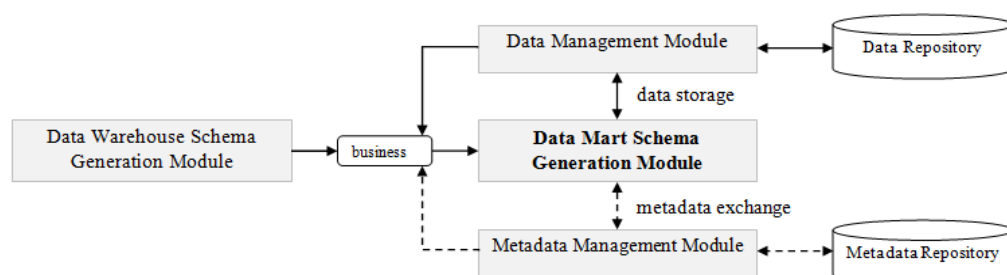 Data Management Module
Data Repository
data storage
Data Warehouse Schema
Generation Module
business
Data Mart Schema
Generation Module
metadata exchange
Metadata Management Module
Metadata Repository